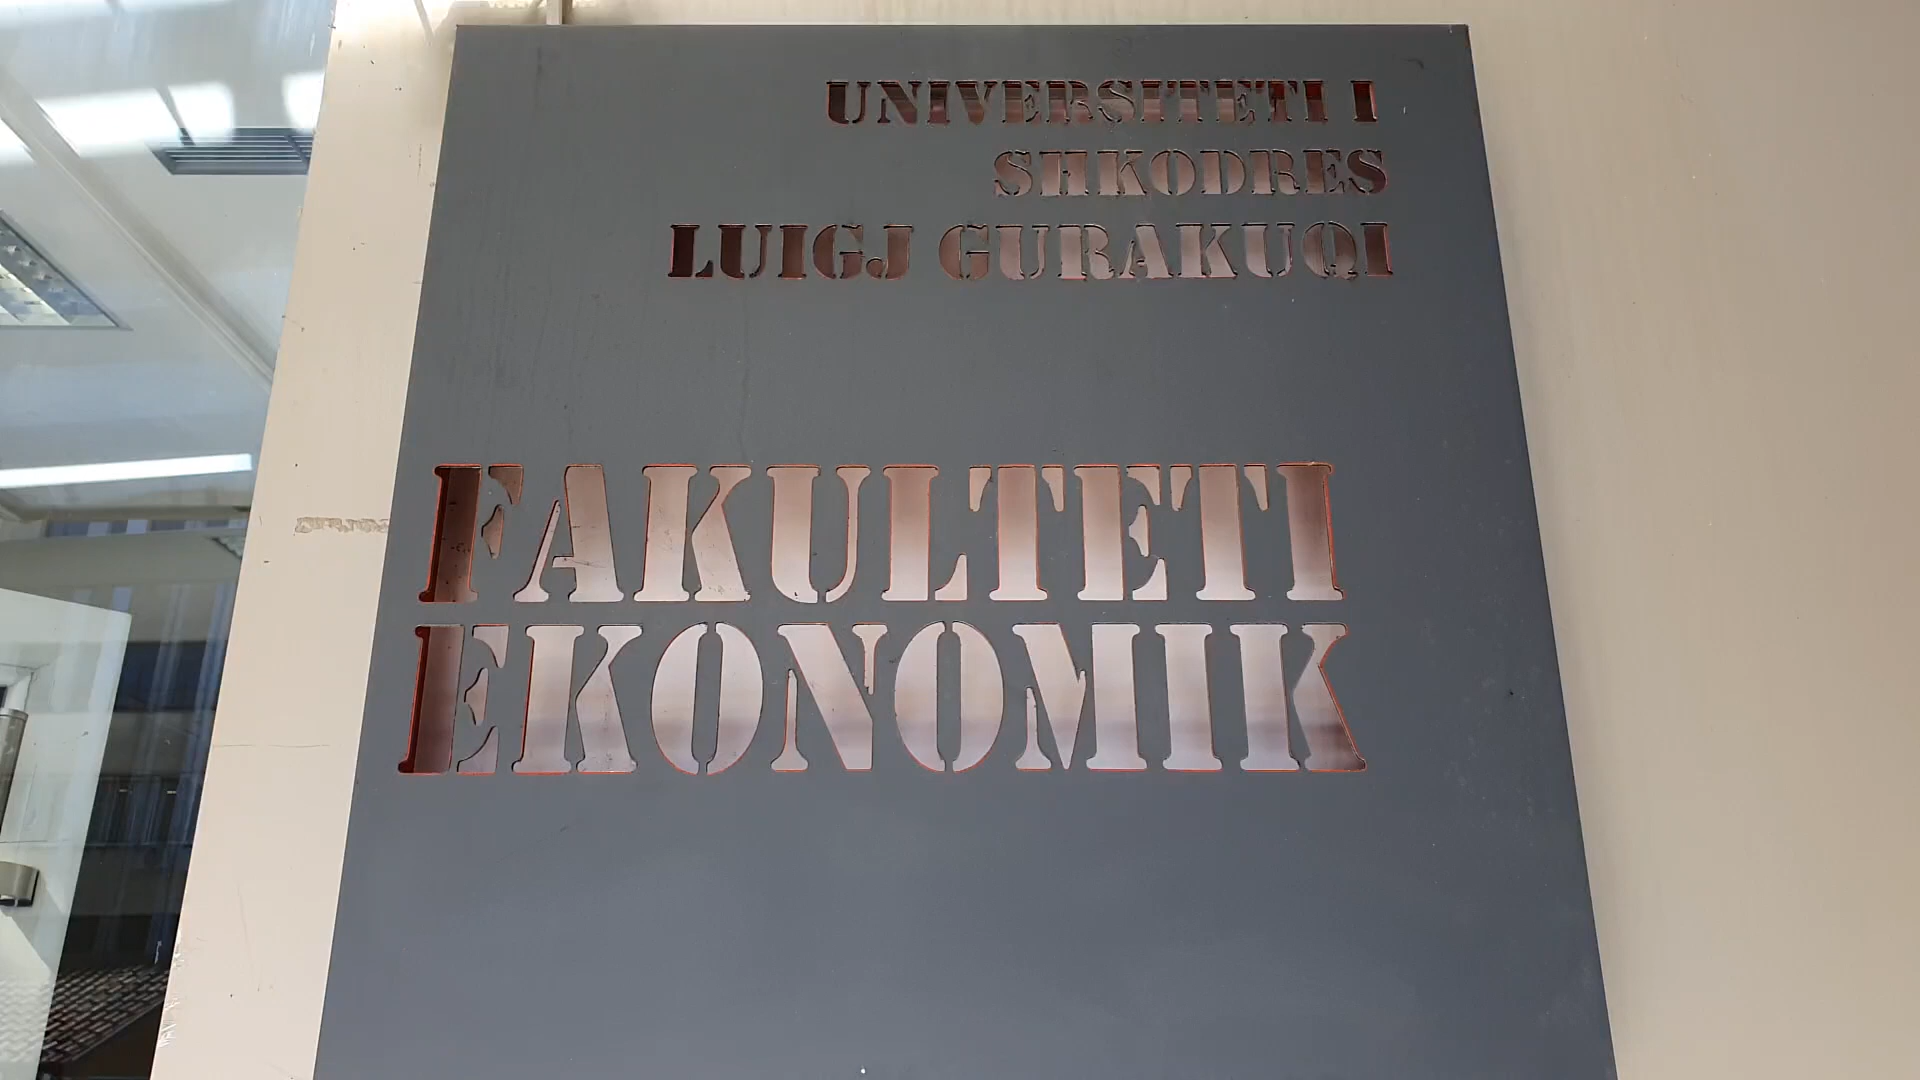 UNIVERSITETI I
SHKODRES
LUIGJ GURAKUQI
FAKULTETI
EKONOMIK